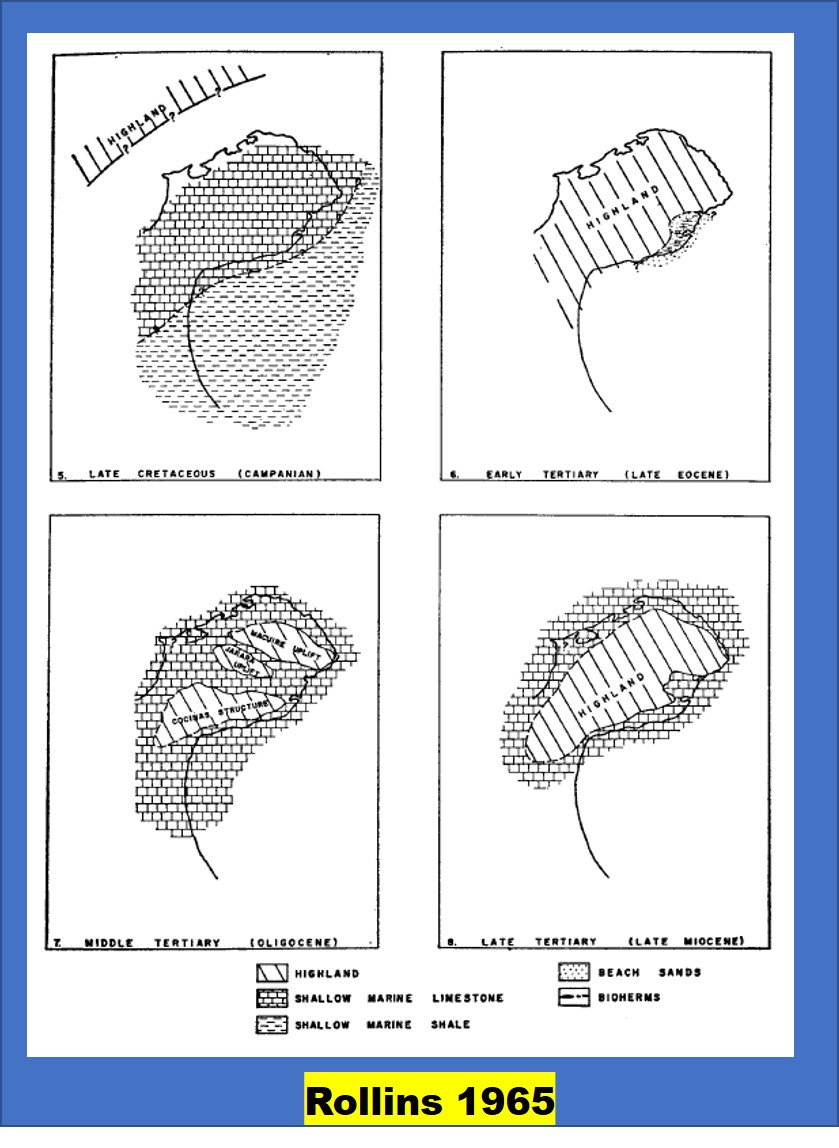 HIGHLAND
? ? ?
5. LATE CRETACEOUS (CAMPANIAN)
HIGHLAND
6. EARLY TERTIARY (LATE EOCENE)
MACUIRE UPLIFT
JARARA UPLIFT
COCINAS STRUCTURE
7. MIDDLE TERTIARY (OLIGOCENE)
HIGHLAND
8. LATE TERTIARY (LATE MIOCENE)
HIGHLAND
SHALLOW MARINE LIMESTONE
SHALLOW MARINE SHALE
BEACH SANDS
BIOHERMS
Rollins 1965